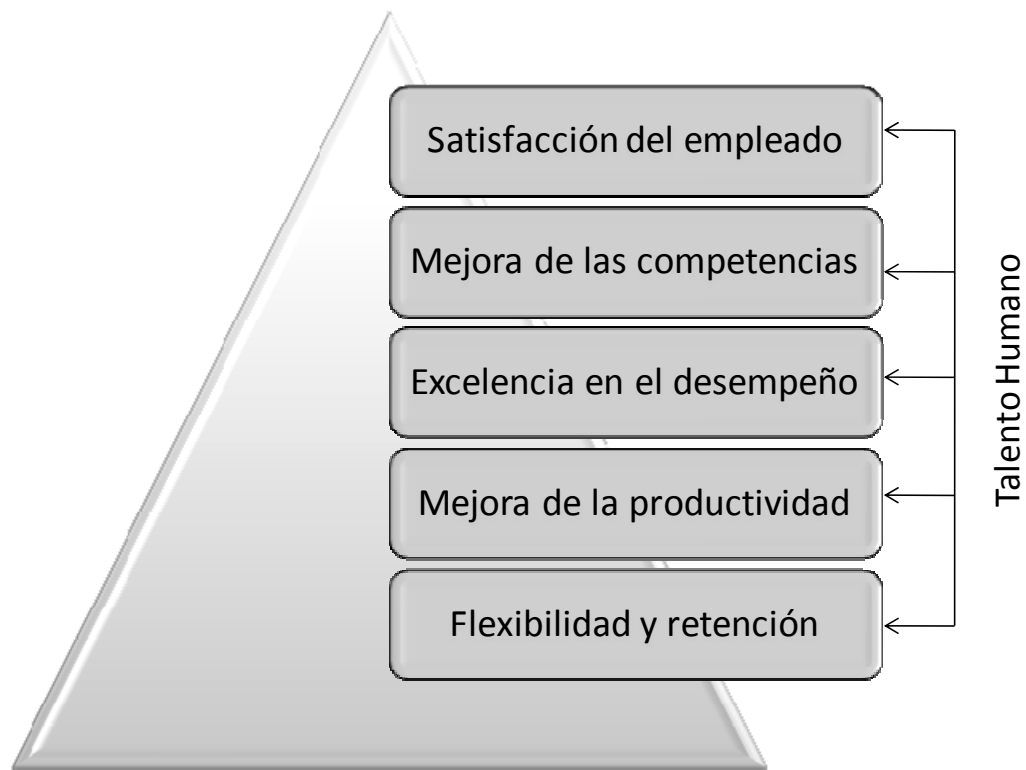 Satisfacción del empleado
Mejora de las competencias
Excelencia en el desempeño
Mejora de la productividad
Flexibilidad y retención
Talento Humano